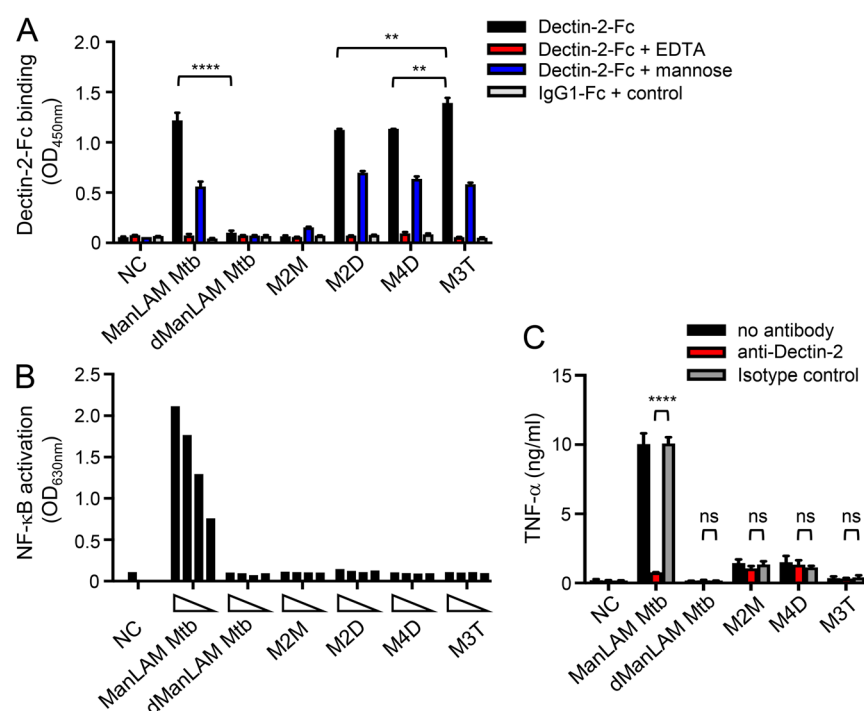 A
Dectin-2-Fc
Dectin-2-Fc + EDTA
Dectin-2-Fc + mannose
IgG1-Fc + control
Dectin-2-Fc binding
(OD450nm)
2.0
1.5
1.0
0.5
0
****
**
**
NC
ManLAM Mtb
dManLAM Mtb
M2M
M2D
M4D
M3T
B
NF-κB activation
(OD630nm)
2.5
2.0
1.5
1.0
0.5
0
NC
ManLAM Mtb
dManLAM Mtb
M2M
M2D
M4D
M3T
C
no antibody
anti-Dectin-2
Isotype control
TNF-α (ng/ml)
15
10
5
0
****
ns
ns
ns
ns
NC
ManLAM Mtb
dManLAM Mtb
M2M
M4D
M3T